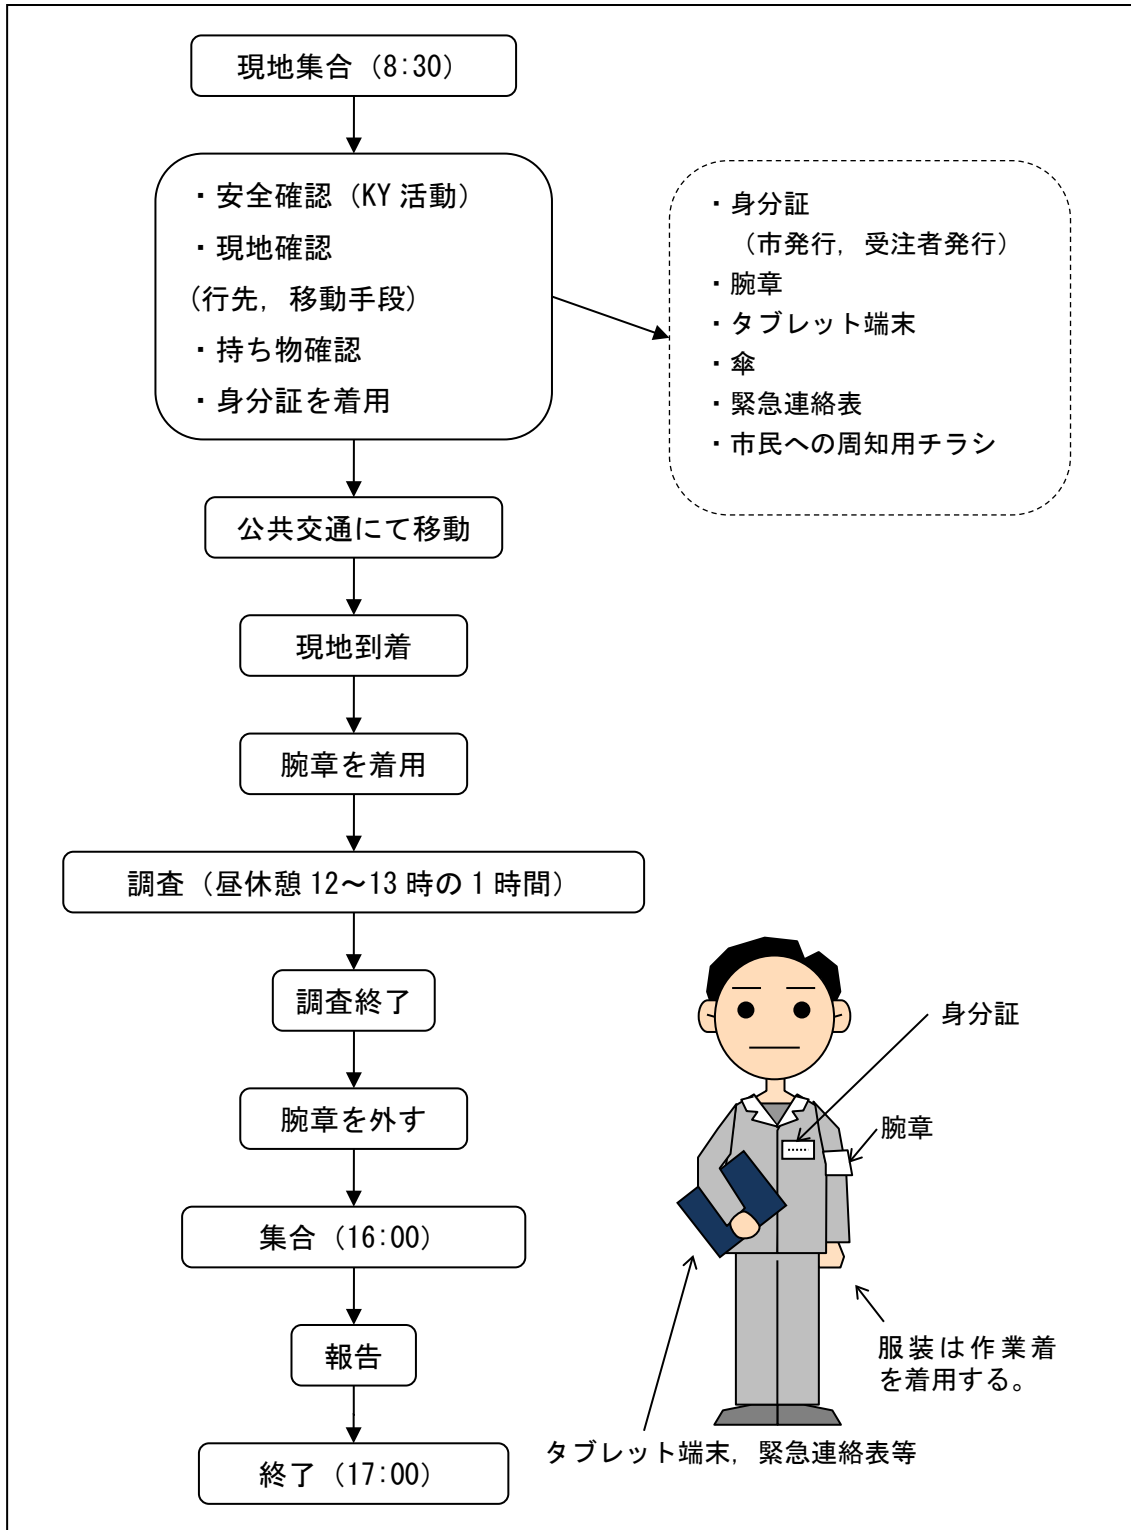 現地集合（8:30）
・安全確認（KY 活動）
・現地確認
(行先，移動手段)
・持ち物確認
・身分証を着用
・身分証
（市発行，受注者発行）
・腕章
・タブレット端末
・傘
・緊急連絡表
・市民への周知用チラシ
公共交通にて移動
現地到着
腕章を着用
調査（昼休憩 12～13 時の 1 時間）
調査終了
腕章を外す
集合（16:00）
報告
終了（17:00）
身分証
腕章
服装は作業着
を着用する。
タブレット端末，緊急連絡表等